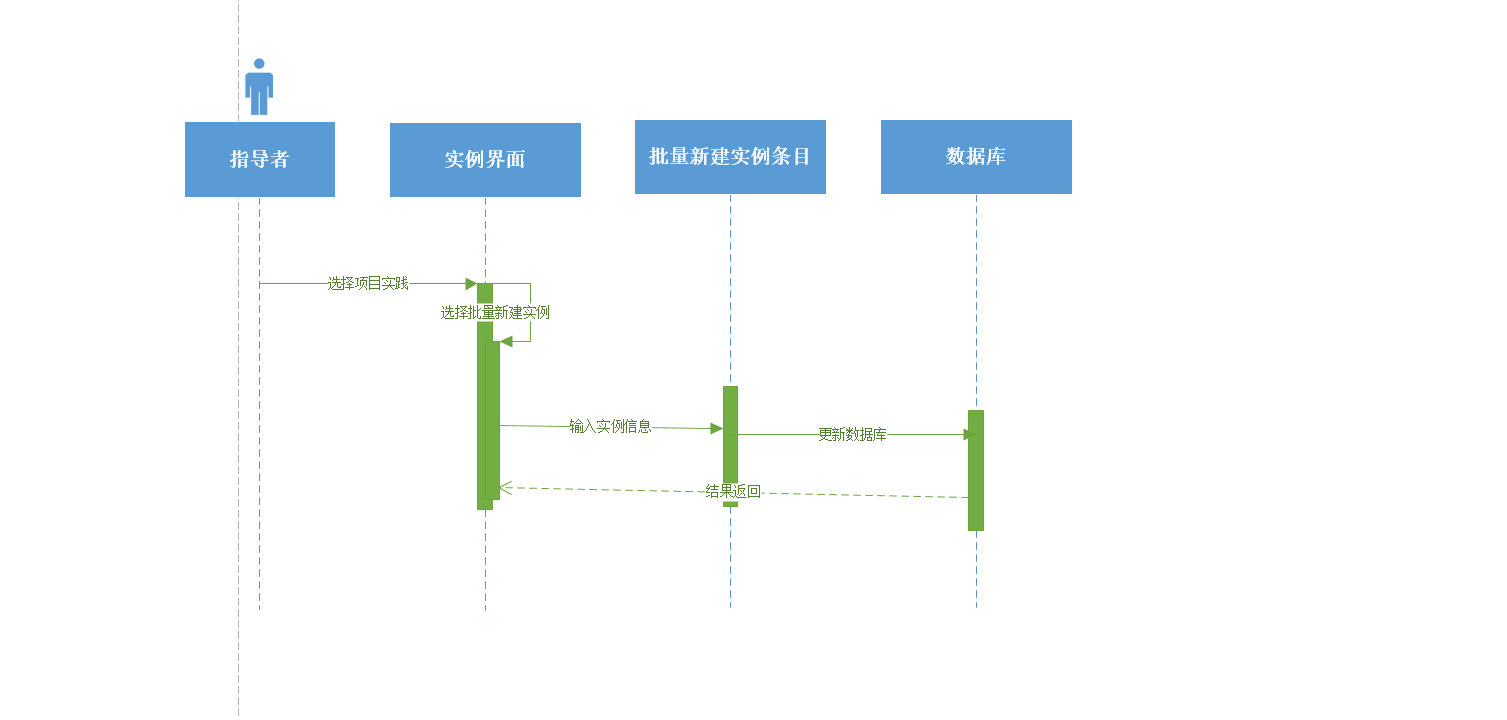 指导者
实例界面
批量新建实例条目
数据库
选择项目实践
选择批量新建实例
输入实例信息
更新数据库
结果返回